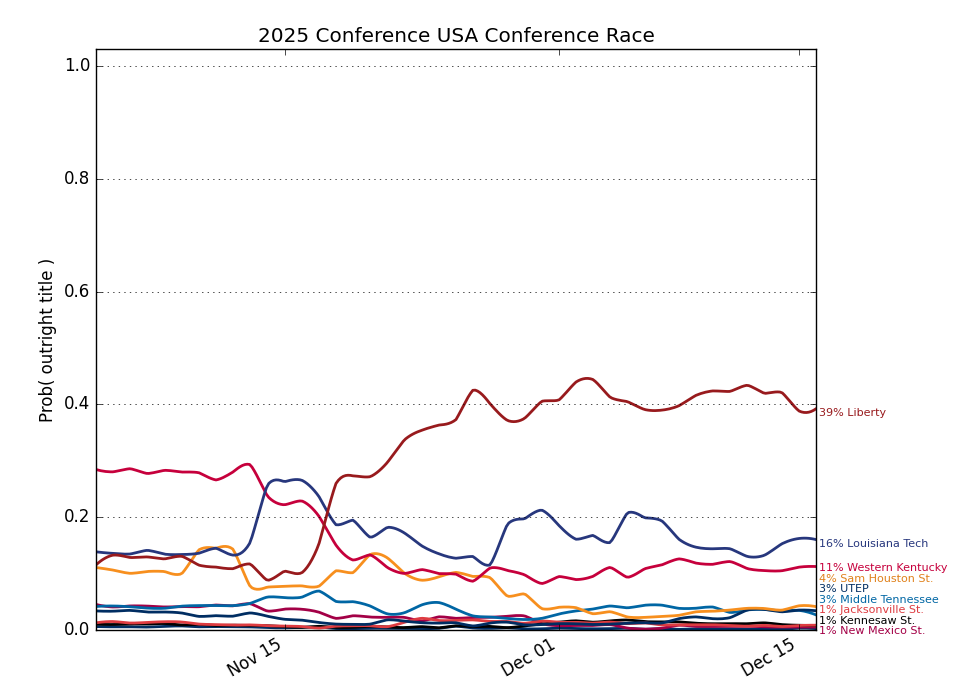 2025 Conference USA Conference Race
Prob( outright title )
1.0
0.8
0.6
0.4
0.2
0.0
Nov 15
Dec 01
Dec 15
39% Liberty
16% Louisiana Tech
11% Western Kentucky
4% Sam Houston St.
3% UTEP
3% Middle Tennessee
1% Jacksonville St.
1% Kennesaw St.
1% New Mexico St.